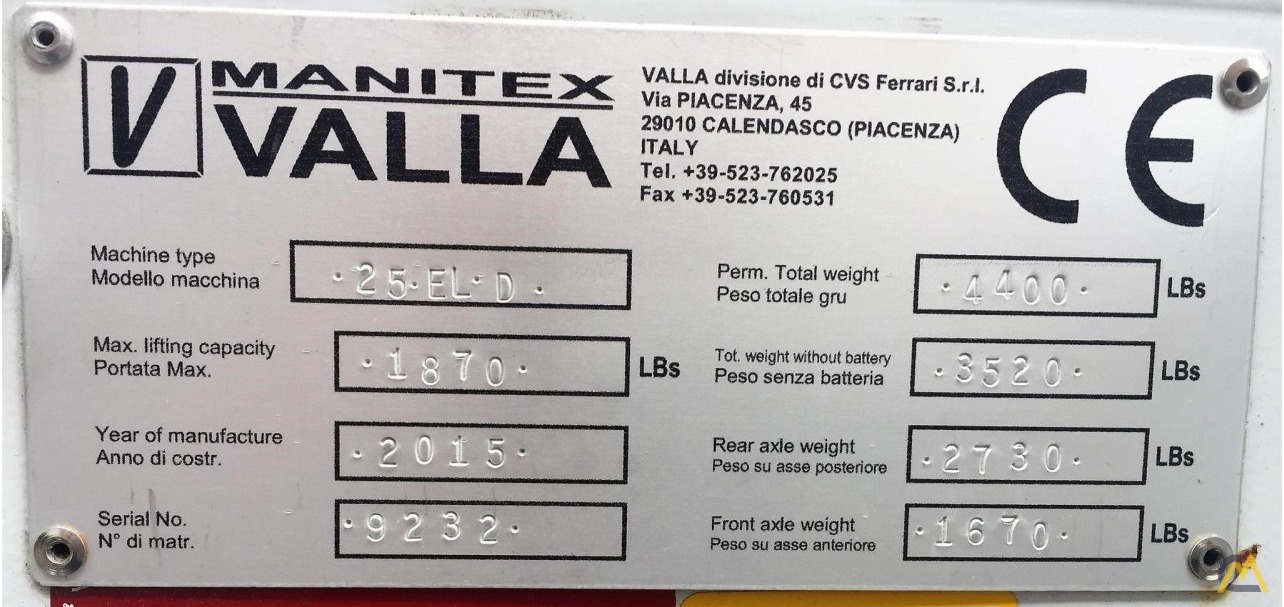 V MANITEX
VALLA
VALLA divisione di CVS Ferrari S.r.l.
Via PIACENZA, 45
29010 CALENDASCO (PIACENZA)
ITALY
Tel. +39-523-762025
Fax +39-523-760531
CE
Machine type
Modello macchina
·25·EL·D·
Max. lifting capacity
Portata Max.
·1870· LBs
Year of manufacture
Anno di costr.
·2015·
Serial No.
N° di matr.
·9232·
Perm. Total weight
Peso totale gru
·4400· LBs
Tot. weight without battery
Peso senza batteria
·3520· LBs
Rear axle weight
Peso su asse posteriore
·2730· LBs
Front axle weight
Peso su asse anteriore
·1670· LBs